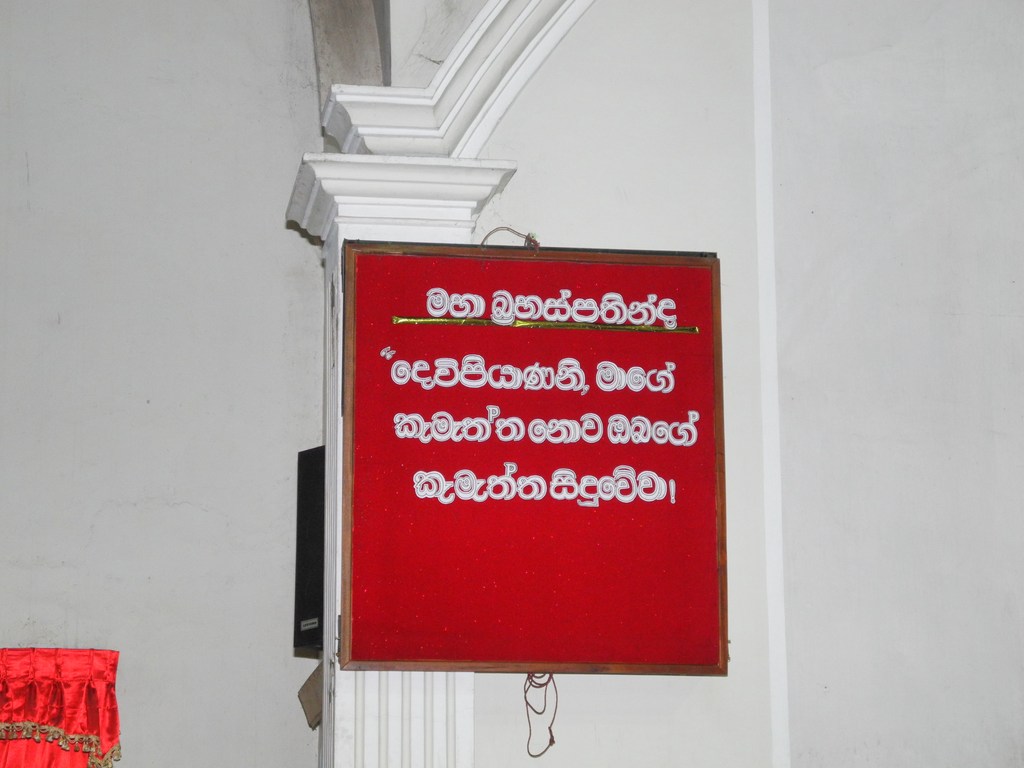 මහා බ්‍රහස්පතින්දා
“දෙවිපියාණනි, මාගේ
කැමැත්ත නොව ඔබගේ
කැමැත්ත සිදුවේවා!